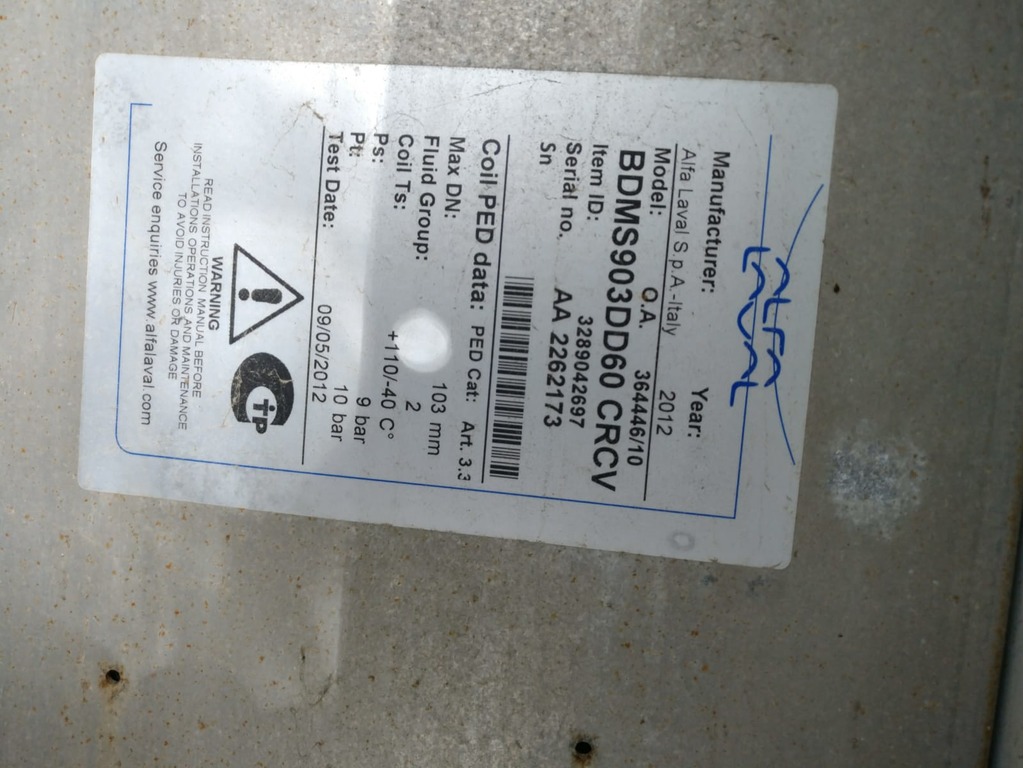 ALFA
LAVAL
Manufacturer: Year:
Alfa Laval S.p.A.-Italy 2012
Model: O.A. 364446/10
BDMS903DD60 CRCV
Item ID: 3289042697
Serial no. AA 2262173
Sn
Coil PED data: PED Cat: Art. 3.3
Max DN: 103 mm
Fluid Group: 2
Coil Ts: +110/-40 C°
Ps: 9 bar
Pt: 10 bar
Test Date: 09/05/2012
WARNING
READ INSTRUCTION MANUAL BEFORE
INSTALLATIONS OPERATIONS AND MAINTENANCE
TO AVOID INJURIES OR DAMAGE
Service enquiries www.alfalaval.com